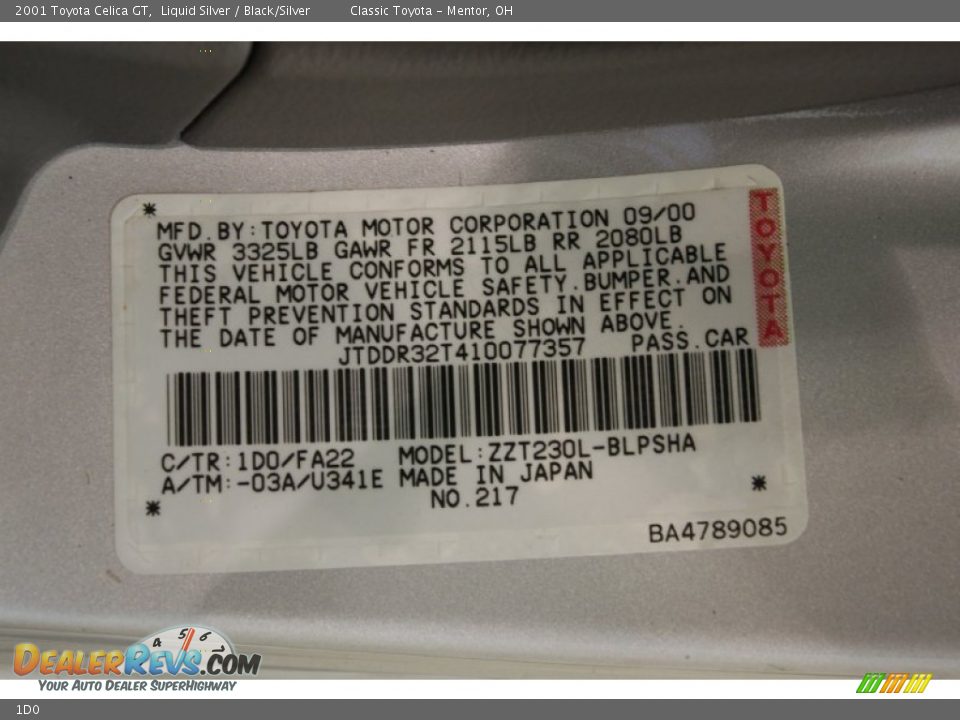 2001 Toyota Celica GT,  Liquid Silver / Black/Silver    Classic Toyota – Mentor, OH
MFD.BY:TOYOTA MOTOR CORPORATION 09/00
GVWR 3325LB GAWR FR 2115LB RR 2080LB
THIS VEHICLE CONFORMS TO ALL APPLICABLE
FEDERAL MOTOR VEHICLE SAFETY.BUMPER.AND
THEFT PREVENTION STANDARDS IN EFFECT ON
THE DATE OF MANUFACTURE SHOWN ABOVE.
JTDDR32T410077357 PASS.CAR
TOYOTA
C/TR:1D0/FA22 MODEL:ZZT230L-BLPSHA
A/TM:-03A/U341E MADE IN JAPAN
NO.217
BA4789085
4 5 6 7
DEALERREVS.COM
YOUR AUTO DEALER SUPERHIGHWAY
1D0